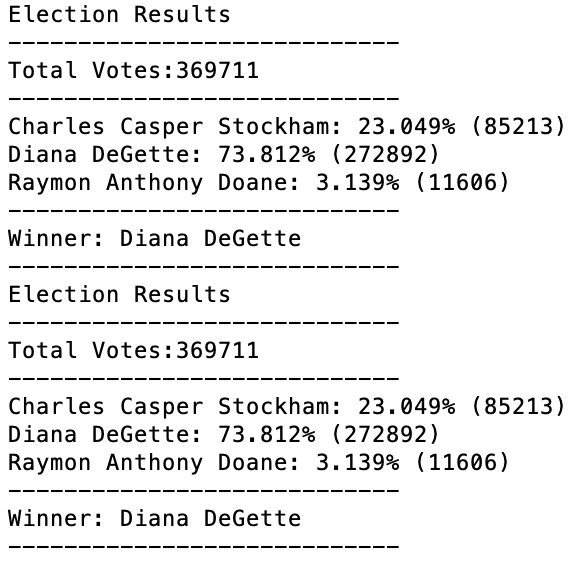 Election Results
----------------------------
Total Votes:369711
----------------------------
Charles Casper Stockham: 23.049% (85213)
Diana DeGette: 73.812% (272892)
Raymon Anthony Doane: 3.139% (11606)
----------------------------
Winner: Diana DeGette
----------------------------
Election Results
----------------------------
Total Votes:369711
----------------------------
Charles Casper Stockham: 23.049% (85213)
Diana DeGette: 73.812% (272892)
Raymon Anthony Doane: 3.139% (11606)
----------------------------
Winner: Diana DeGette
----------------------------